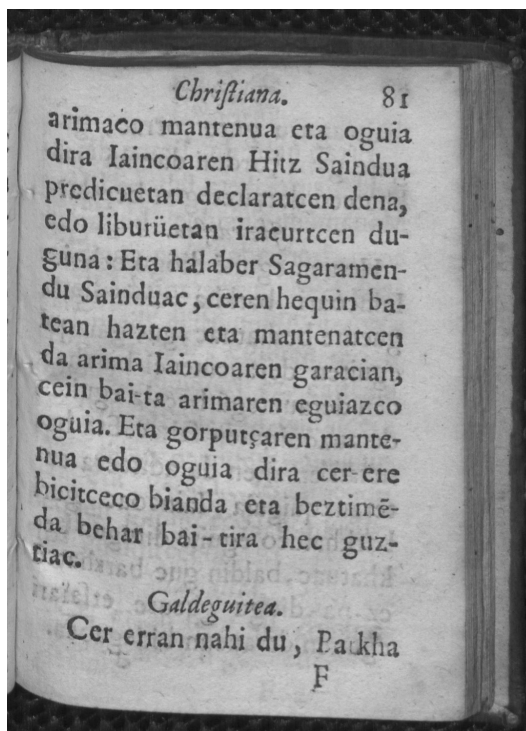 Chriſtiana. 81
arimaco mantenua eta oguia
dira Iaincoaren Hitz Saindua
predicuetan declaratcen dena,
edo liburüetan iracurtcen du-
guna : Eta halaber Sagaramen-
du Sainduac, ceren hequin ba-
tean hazten eta mantenatcen
da arima Iaincoaren garacian,
cein bai-ta arimaren eguiazco
oguia. Eta gorputçaren mante-
nua edo oguia dira cer-ere
bicitceco bianda eta beztimẽ-
da behar bai-tira hec guz-
tiac.
Galdeguitea.
Cer erran nahi du, Parkha
F